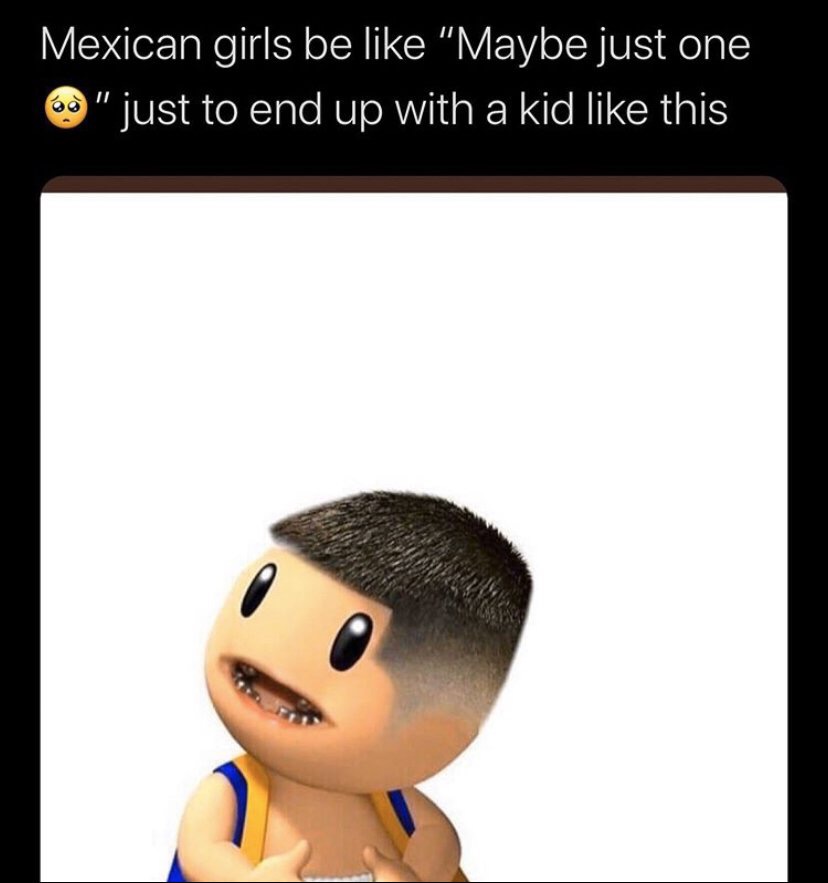 Mexican girls be like "Maybe just one
🥺" just to end up with a kid like this